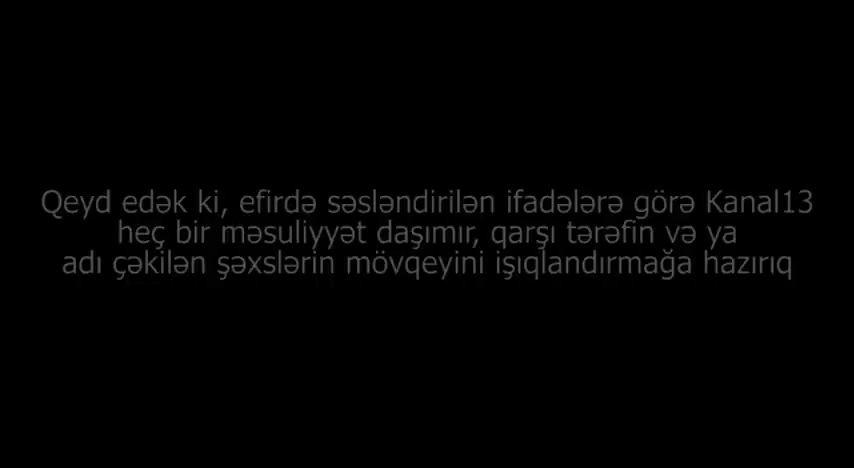 Qeyd edək ki, efirdə səsləndirilən ifadələrə görə Kanal13
heç bir məsuliyyət daşımır, qarşı tərəfin və ya
adı çəkilən şəxslərin mövqeyini işıqlandırmağa hazırıq